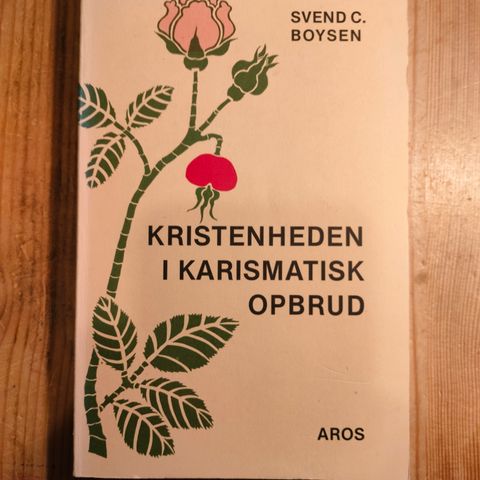 SVEND C.
BOYSEN
KRISTENHEDEN
I KARISMATISK
OPBRUD
AROS